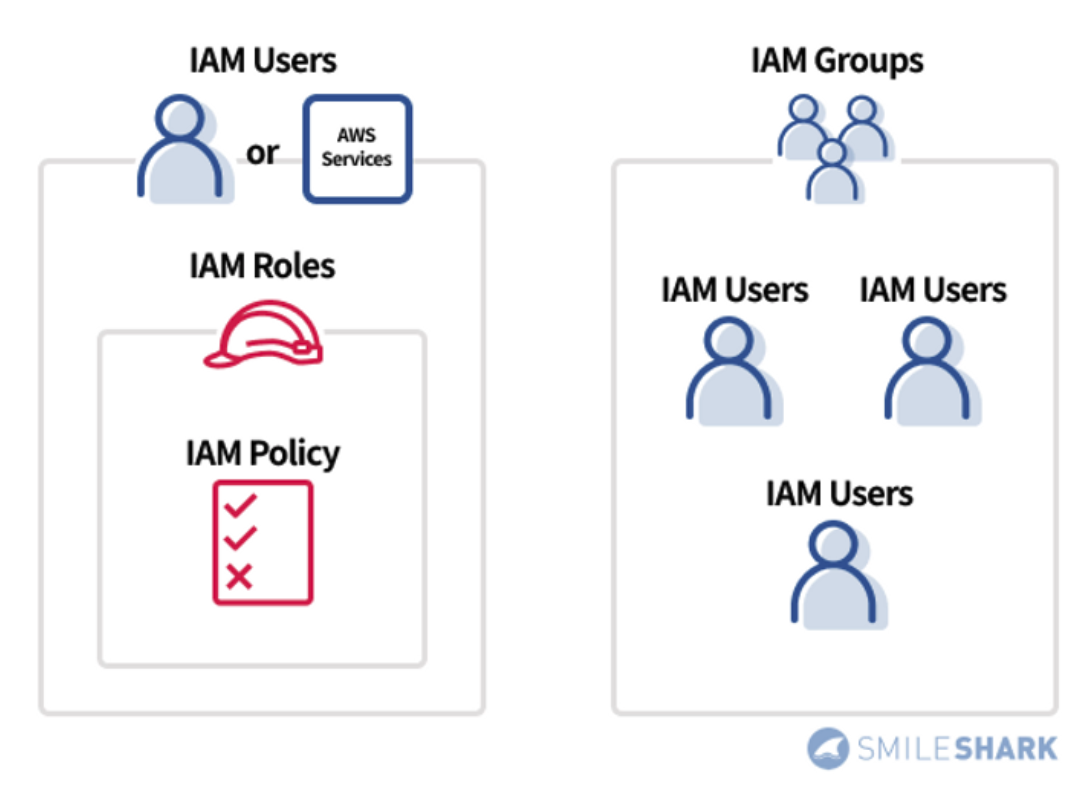 IAM Users
or
AWS
Services
IAM Roles
IAM Policy
IAM Groups
IAM Users
IAM Users
IAM Users
SMILESHARK